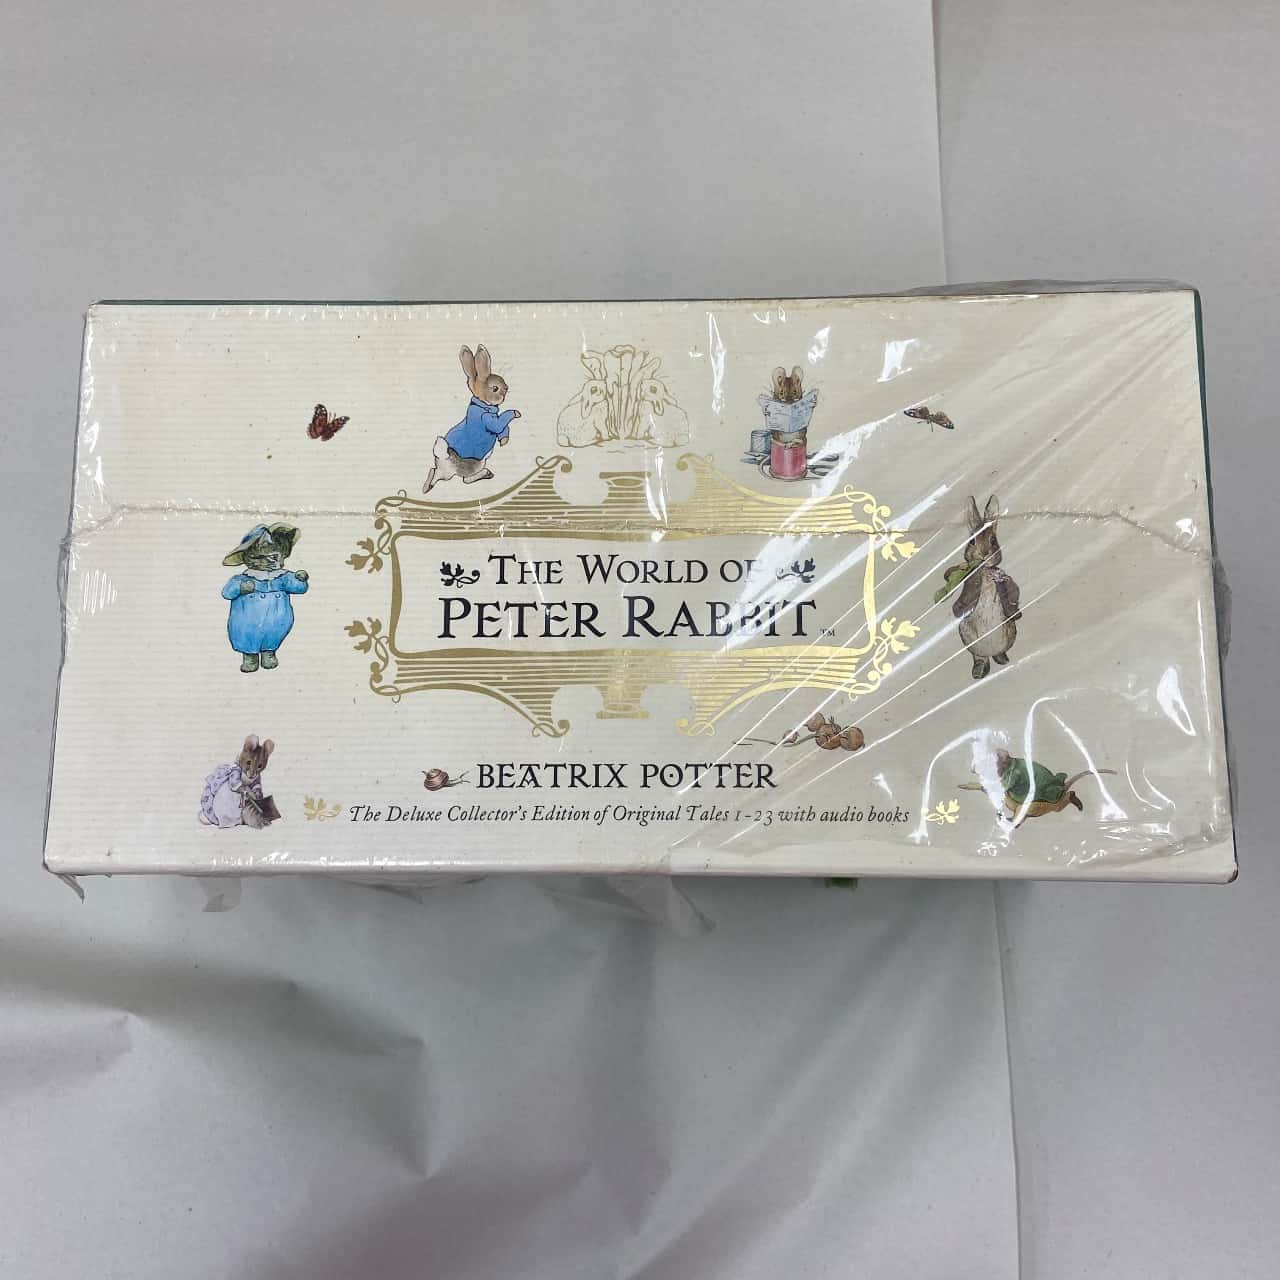 THE WORLD OF
PETER RABBIT™
BEATRIX POTTER
The Deluxe Collector's Edition of Original Tales 1-23 with audio books